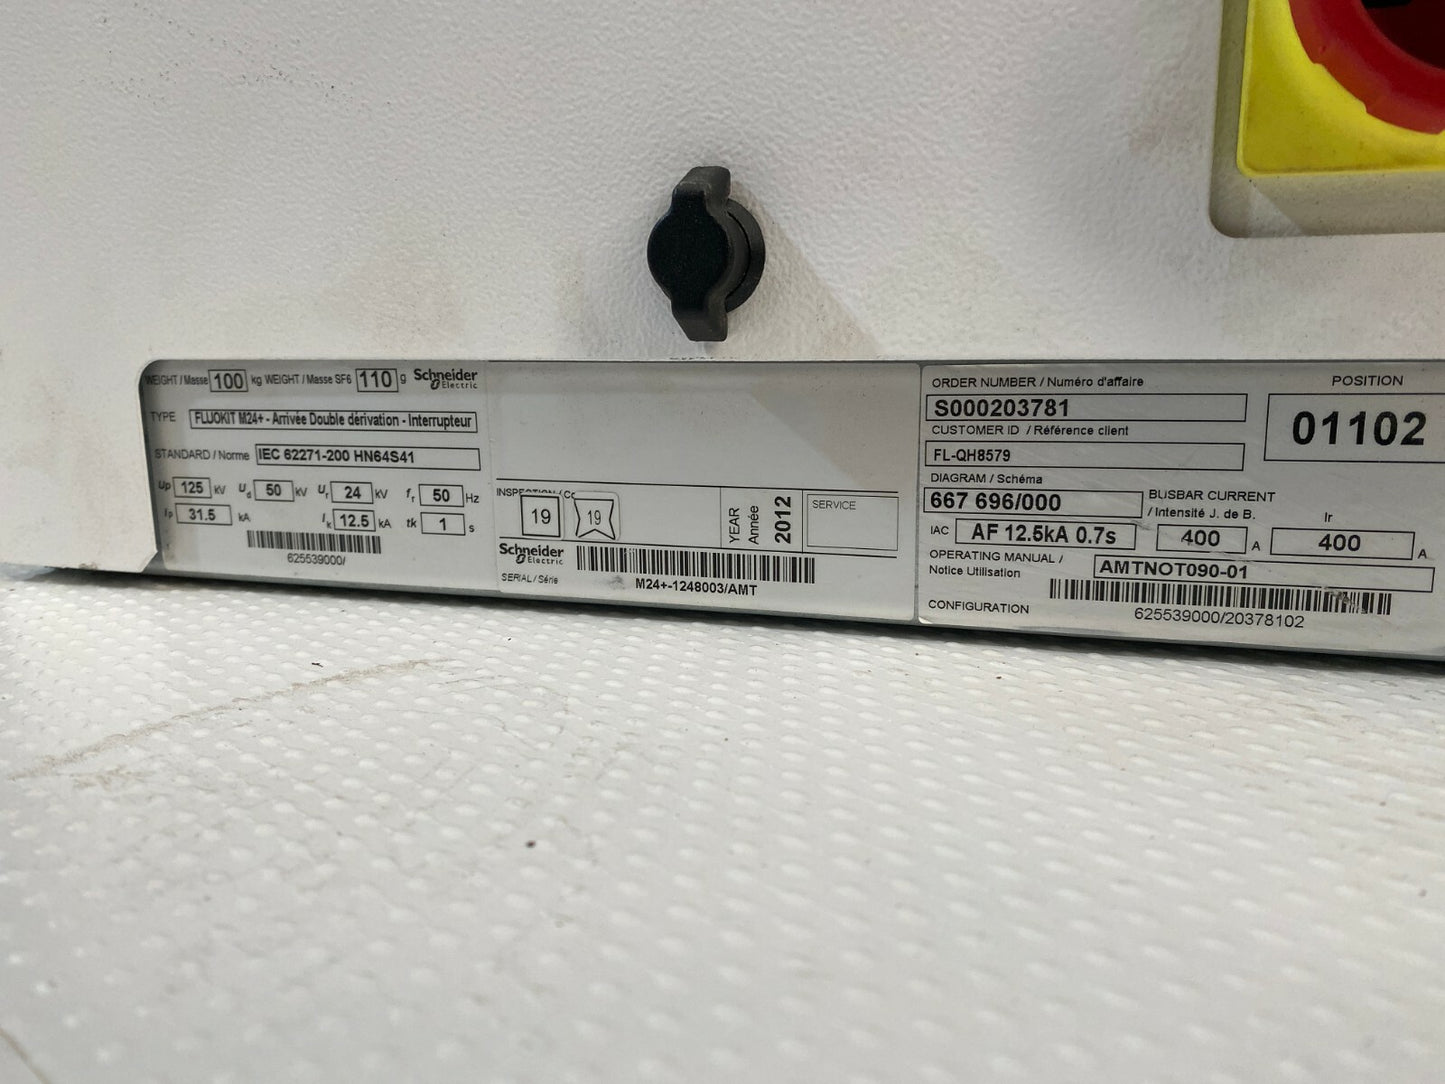 WEIGHT / Masse 100 kg WEIGHT / Masse SF6 110 g Schneider Electric
TYPE FLUOKIT M24+ - Arrivée Double dérivation - Interrupteur
STANDARD / Norme IEC 62271-200 HN64S41
Up 125 kV Ud 50 kV Ur 24 kV fr 50 Hz
Ip 31.5 kA Ik 12.5 kA tk 1 s
625539000/
INSPECTION / Co
19 19
YEAR Année 2012
SERVICE
Schneider Electric
SERIAL / Série
M24+-1248003/AMT
ORDER NUMBER / Numéro d'affaire
S000203781
CUSTOMER ID / Référence client
FL-QH8579
POSITION
01102
DIAGRAM / Schéma
667 696/000
BUSBAR CURRENT
/ Intensité J. de B.
Ir
IAC AF 12.5kA 0.7s
400 A 400 A
OPERATING MANUAL /
Notice Utilisation
AMTNOT090-01
CONFIGURATION
625539000/20378102